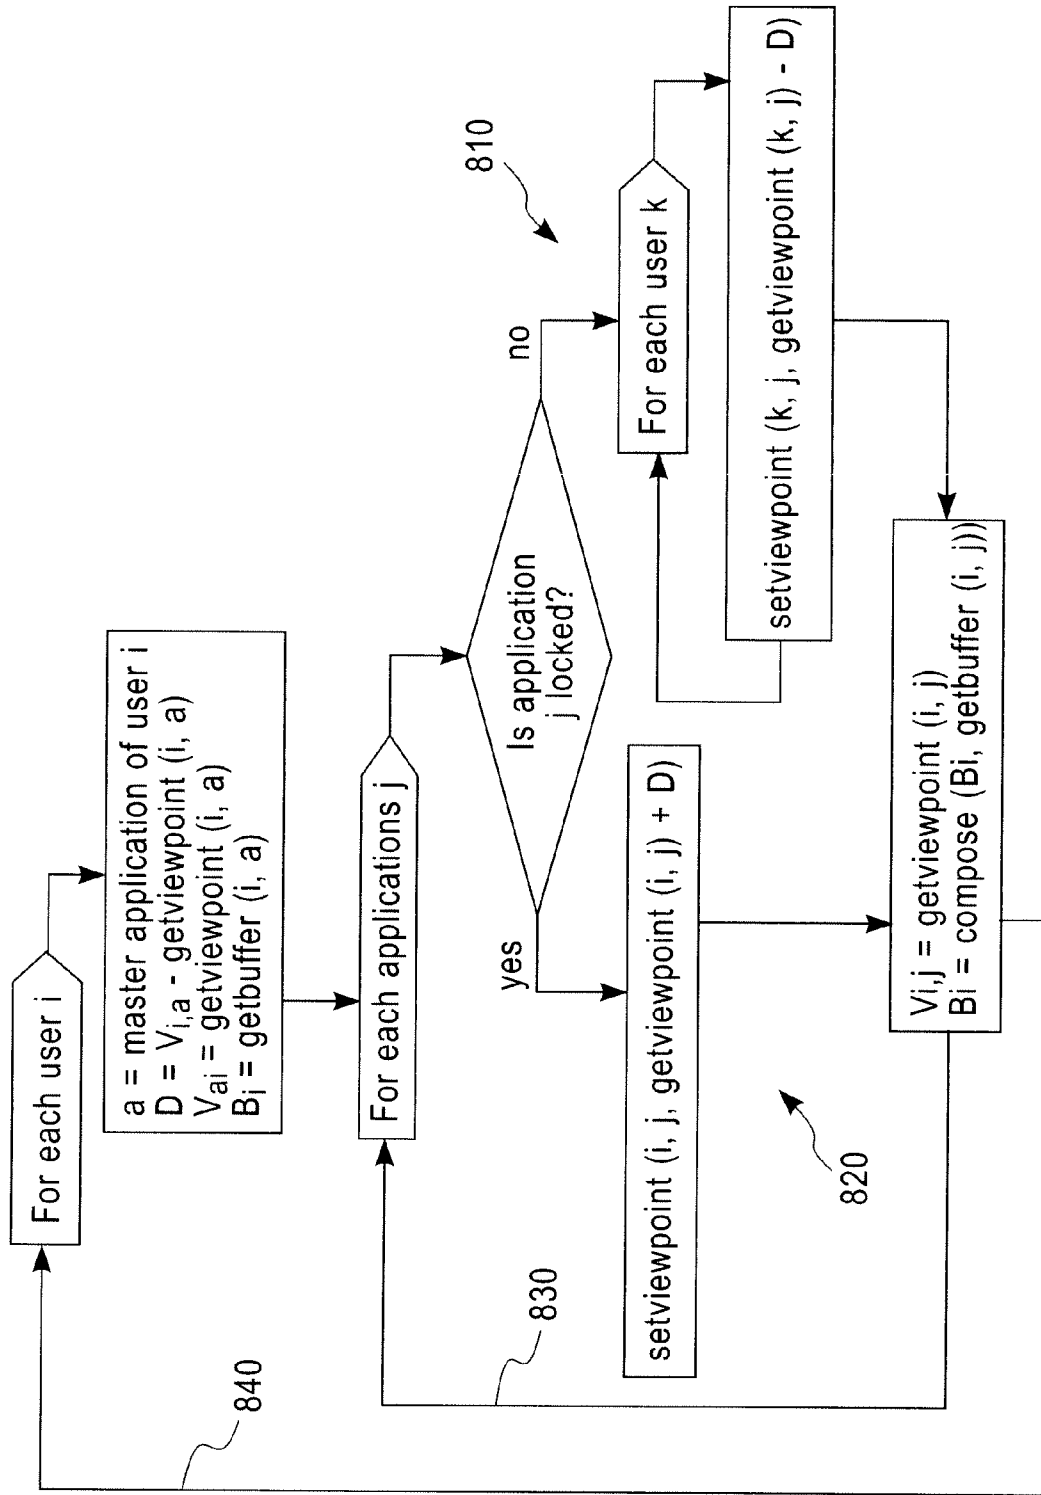 For each user i
a = master application of user i
D = Vi,a - getviewpoint (i, a)
Vai = getviewpoint (i, a)
Bi = getbuffer (i, a)
For each applications j
Is application
j locked?
yes
no
810
For each user k
setviewpoint (k, j, getviewpoint (k, j) - D)
setviewpoint (i, j, getviewpoint (i, j) + D)
820
Vi,j = getviewpoint (i, j)
Bi = compose (Bi, getbuffer (i, j))
830
840